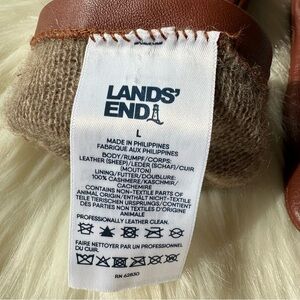 LANDS'
END
L
MADE IN PHILIPPINES
FABRIQUE AUX PHILIPPINES
BODY/RUMPF/CORPS:
LEATHER (SHEEP)/LEDER (SCHAF)/CUIR
(MOUTON)
LINING/FUTTER/DOUBLURE:
100% CASHMERE/KASCHMIR/
CACHEMIRE
CONTAINS NON-TEXTILE PARTS OF
ANIMAL ORIGIN/ENTHÄLT NICHT-TEXTILE
TEILE TIERISCHEN URSPRUNGS/CONTIENT
DES PARTIES NON TEXTILES D'ORIGINE
ANIMALE
PROFESSIONALLY LEATHER CLEAN.
FAIRE NETTOYER PAR UN PROFESSIONNEL
DU CUIR.
RN 62830